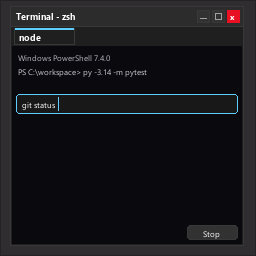 Terminal - zsh
node
Windows PowerShell 7.4.0
PS C:\workspace> py -3.14 -m pytest
git status
Stop